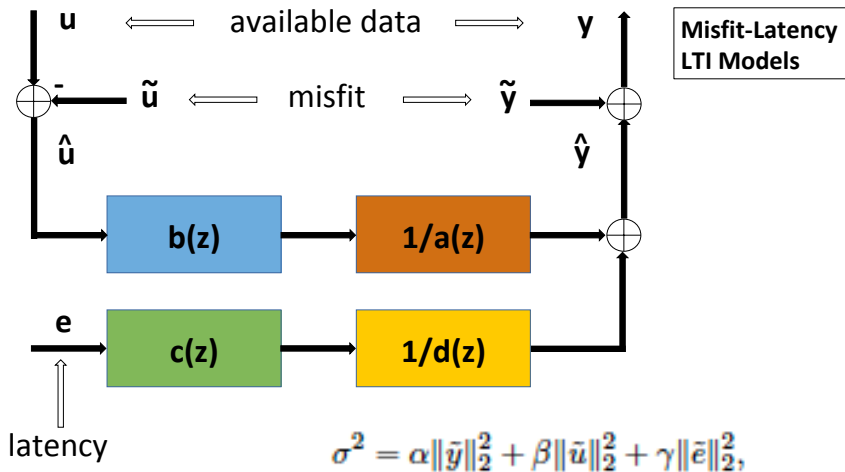 u available data y
Misfit-Latency
LTI Models
- ũ misfit ỹ
û ŷ
b(z) 1/a(z)
e
c(z) 1/d(z)
latency
σ² = α‖ỹ‖₂² + β‖ũ‖₂² + γ‖ẽ‖₂²,